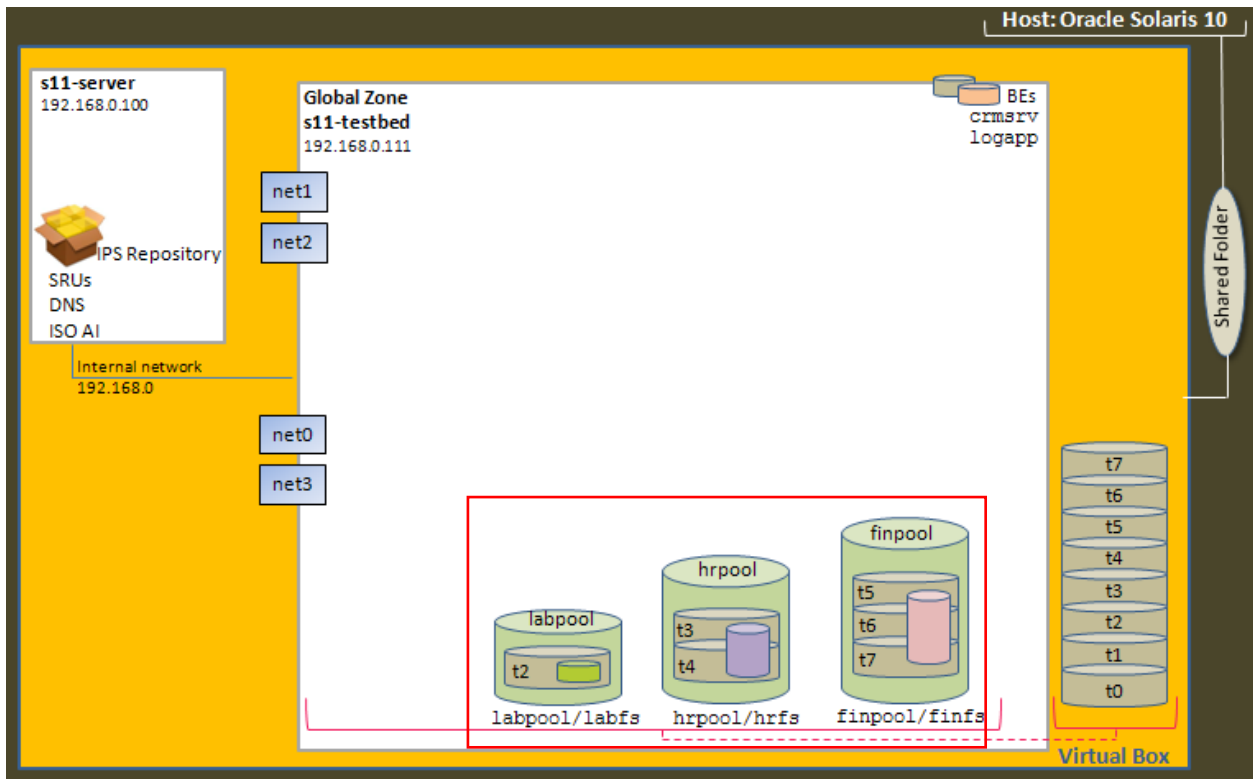 Host: Oracle Solaris 10
s11-server
192.168.0.100
IPS Repository
SRUs
DNS
ISO AI
Internal network
192.168.0
Global Zone
s11-testbed
192.168.0.111
BEs
crmsrv
logapp
net1
net2
net0
net3
labpool
t2
labpool/labfs
hrpool
t3
t4
hrpool/hrfs
finpool
t5
t6
t7
finpool/finfs
t7
t6
t5
t4
t3
t2
t1
t0
Virtual Box
Shared Folder